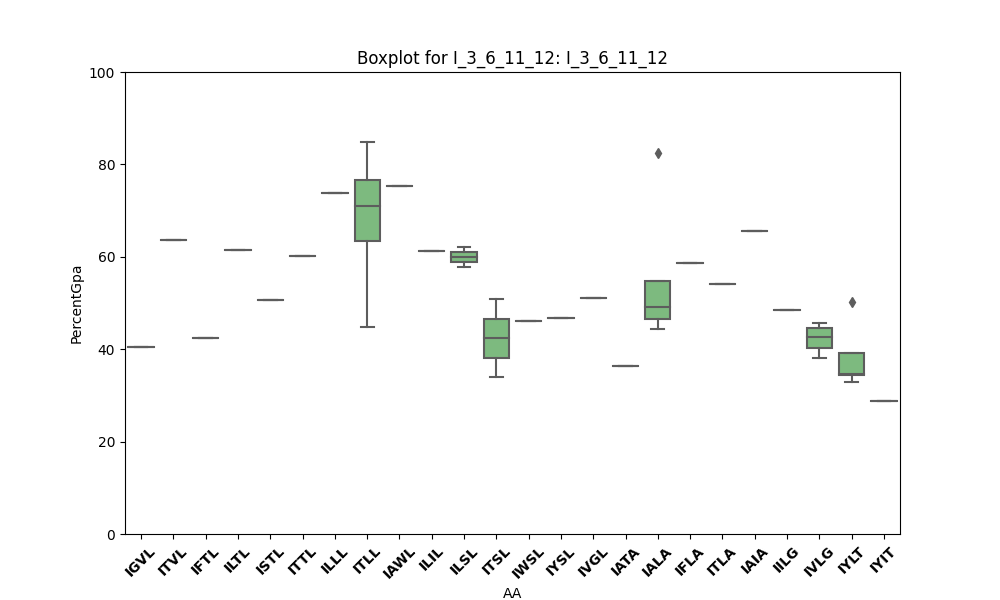 Boxplot for I_3_6_11_12: I_3_6_11_12
100
80
60
40
20
0
PercentGpa
IGVL ITVL IFTL ILTL ISTL ITTL ILLL ITLL IAWL ILIL ILSL ITSL IWSL IYSL IVGL IATA IALA IFLA ITLA IAIA IILG IVLG IYLT IYIT
AA